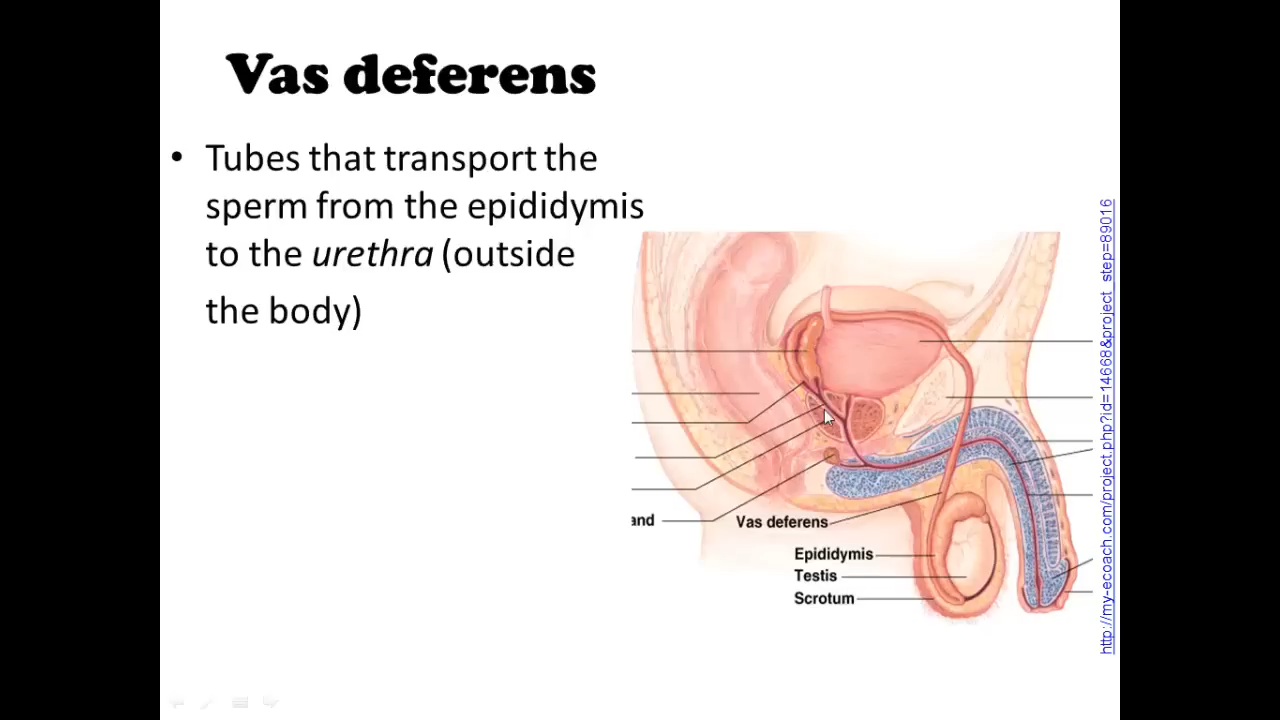 Vas deferens
• Tubes that transport the
sperm from the epididymis
to the urethra (outside
the body)
and
Vas deferens
Epididymis
Testis
Scrotum
http://my-ecoach.com/project.php?id=14668&project_step=89016